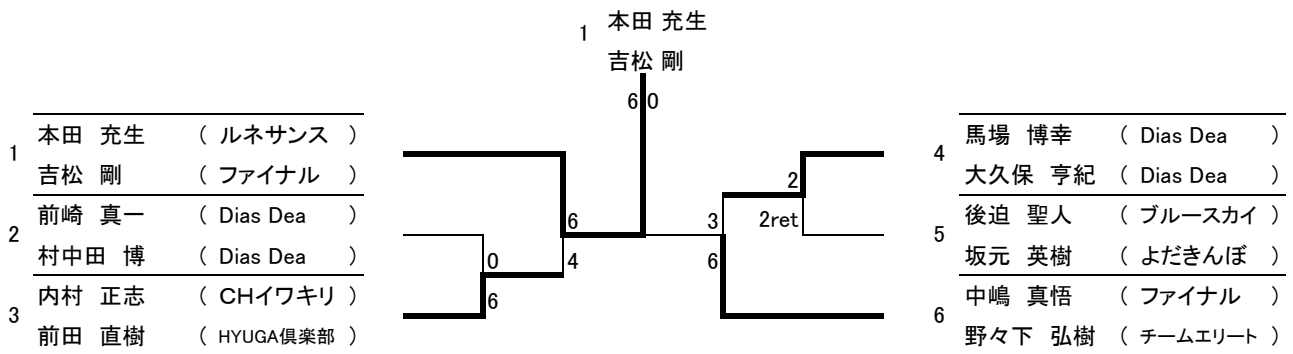 1
本田 充生
吉松 剛
6 0
1
本田 充生 ( ルネサンス )
吉松 剛 ( ファイナル )
2
前崎 真一 ( Dias Dea )
村中田 博 ( Dias Dea )
3
内村 正志 ( CHイワキリ )
前田 直樹 ( HYUGA倶楽部 )
6
0 4
6
2
3 2ret
6
4
馬場 博幸 ( Dias Dea )
大久保 亨紀 ( Dias Dea )
5
後迫 聖人 ( ブルースカイ )
坂元 英樹 ( よだきんぼ )
6
中嶋 真悟 ( ファイナル )
野々下 弘樹 ( チームエリート )